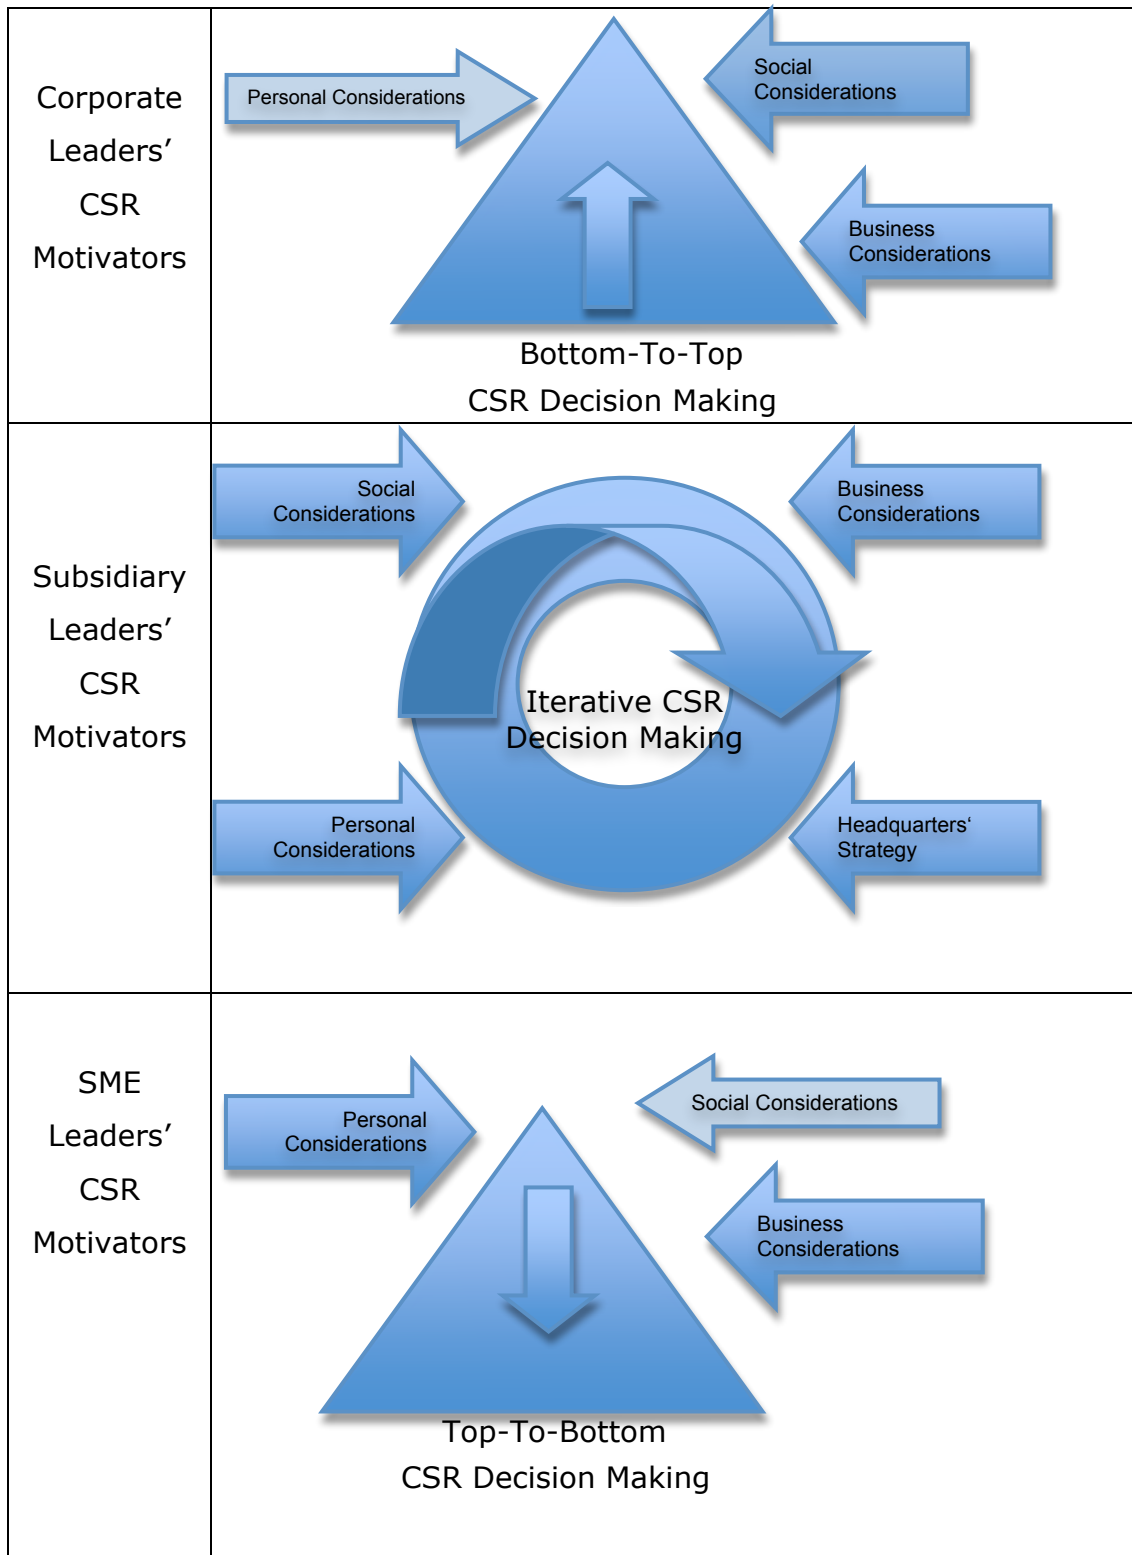 Corporate
Leaders’
CSR
Motivators
Personal Considerations
Social
Considerations
Business
Considerations
Bottom-To-Top
CSR Decision Making
Subsidiary
Leaders’
CSR
Motivators
Social
Considerations
Business
Considerations
Iterative CSR
Decision Making
Personal
Considerations
Headquarters‘
Strategy
SME
Leaders’
CSR
Motivators
Personal
Considerations
Social Considerations
Business
Considerations
Top-To-Bottom
CSR Decision Making